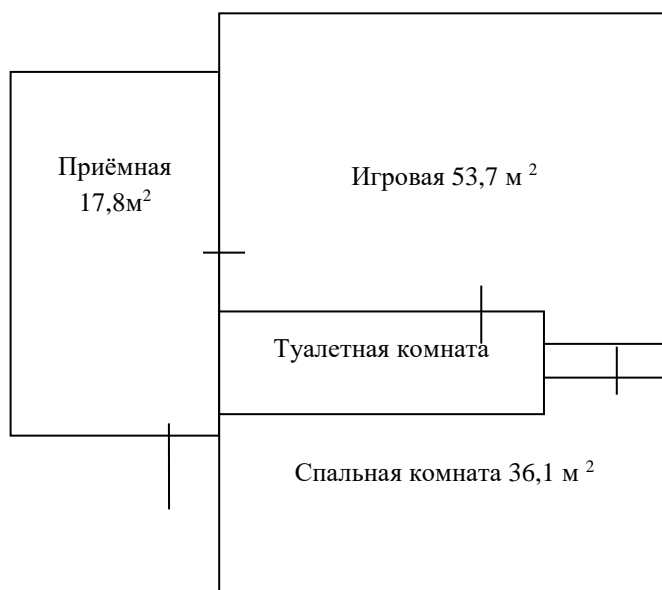 Приёмная
17,8м²
Игровая 53,7 м ²
Туалетная комната
Спальная комната 36,1 м ²